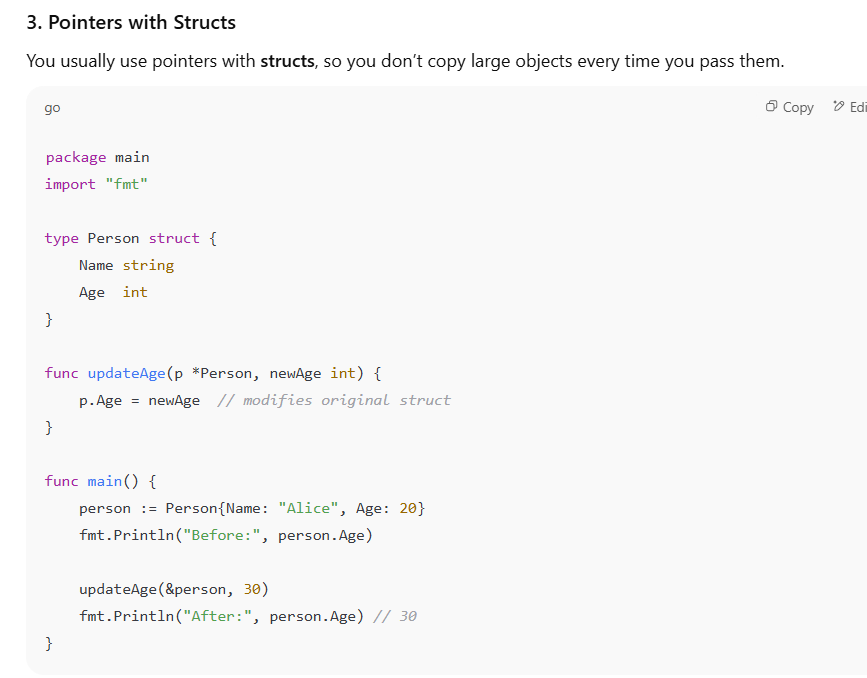 3. Pointers with Structs
You usually use pointers with structs, so you don’t copy large objects every time you pass them.
go
Copy
Edi
package main
import "fmt"
type Person struct {
    Name string
    Age  int
}
func updateAge(p *Person, newAge int) {
    p.Age = newAge  // modifies original struct
}
func main() {
    person := Person{Name: "Alice", Age: 20}
    fmt.Println("Before:", person.Age)
    updateAge(&person, 30)
    fmt.Println("After:", person.Age) // 30
}